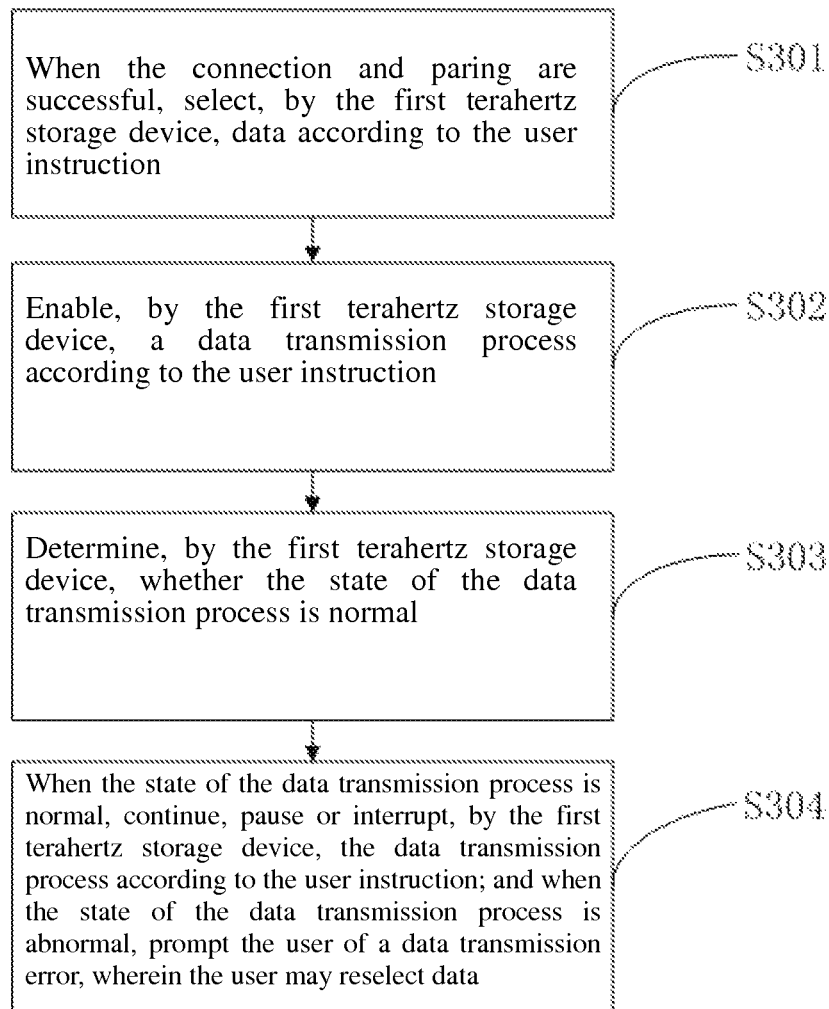 When the connection and paring are
successful, select, by the first terahertz
storage device, data according to the user
instruction
S301
Enable, by the first terahertz storage
device, a data transmission process
according to the user instruction
S302
Determine, by the first terahertz storage
device, whether the state of the data
transmission process is normal
S303
When the state of the data transmission process is
normal, continue, pause or interrupt, by the first
terahertz storage device, the data transmission
process according to the user instruction; and when
the state of the data transmission process is
abnormal, prompt the user of a data transmission
error, wherein the user may reselect data
S304